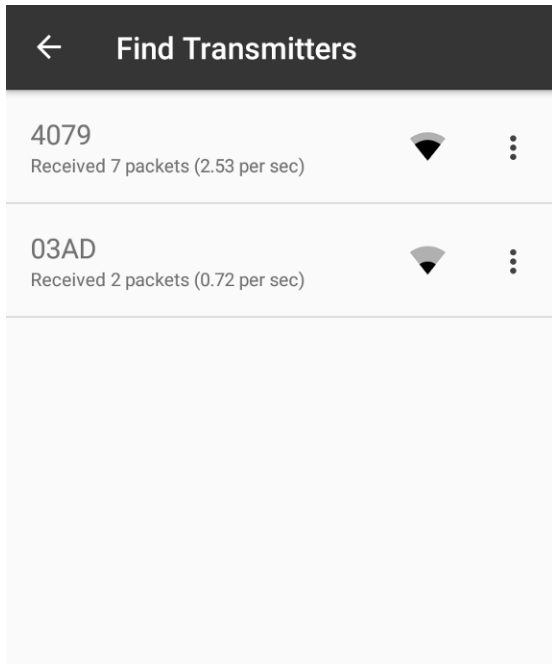 Find Transmitters
4079
Received 7 packets (2.53 per sec)
03AD
Received 2 packets (0.72 per sec)